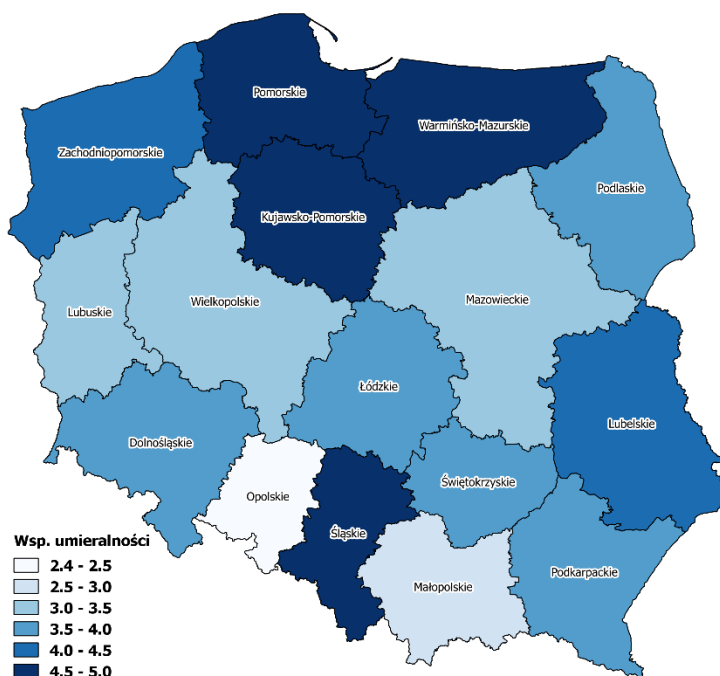 Pomorskie
Warmińsko-Mazurskie
Zachodniopomorskie
Podlaskie
Kujawsko-Pomorskie
Wielkopolskie
Mazowieckie
Lubuskie
Łódzkie
Lubelskie
Dolnośląskie
Świętokrzyskie
Opolskie
Śląskie
Podkarpackie
Małopolskie
Wsp. umieralności
2.4 - 2.5
2.5 - 3.0
3.0 - 3.5
3.5 - 4.0
4.0 - 4.5
4.5 - 5.0